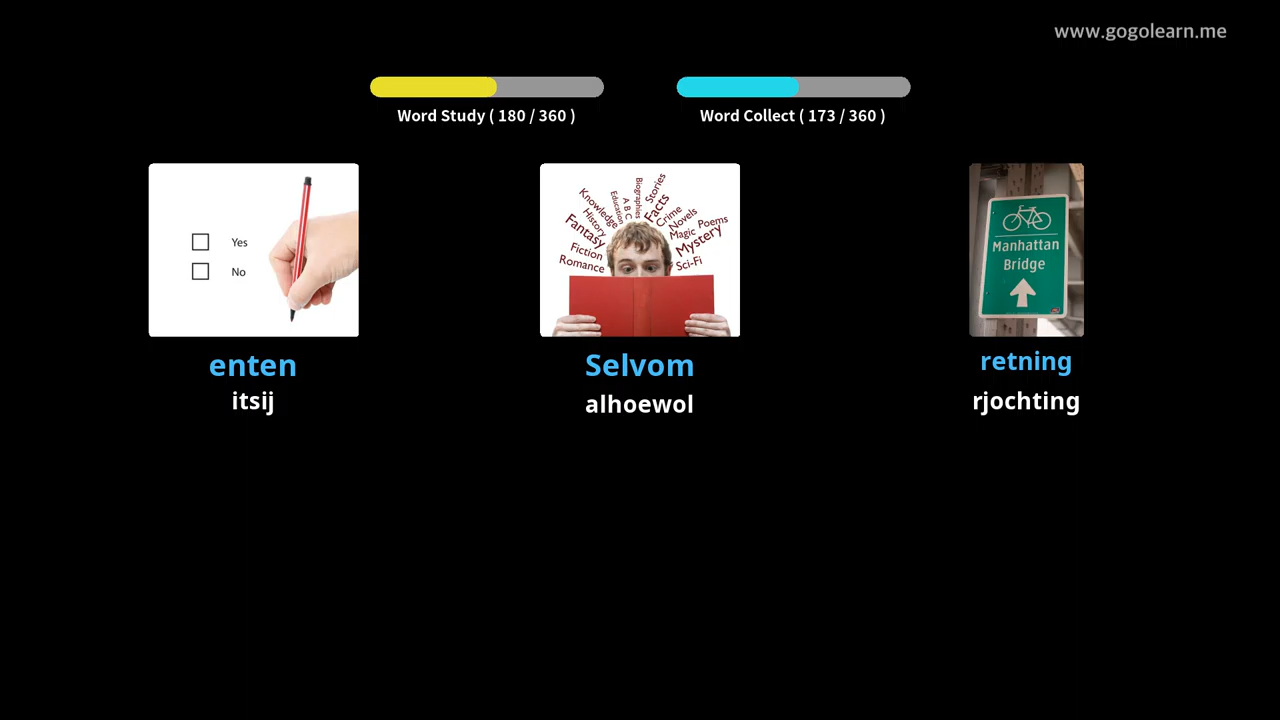 www.gogolearn.me
Word Study ( 180 / 360 )
Word Collect ( 173 / 360 )
Yes
No
Knowledge
History
Fantasy
Fiction
Romance
Education
A B C
Biographies
Stories
Facts
Crime
Novels
Magic
Poems
Mystery
Sci-Fi
Manhattan
Bridge
enten
Selvom
retning
itsij
alhoewol
rjochting